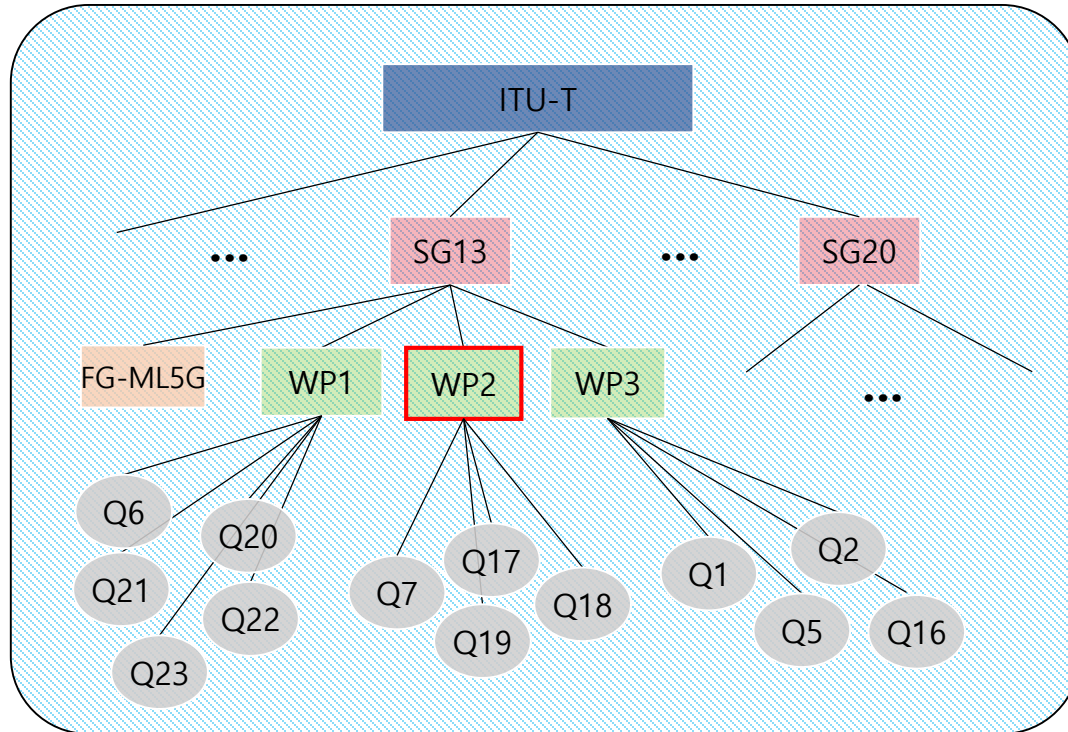 ITU-T
... SG13 ... SG20
FG-ML5G WP1 WP2 WP3 ...
Q6 Q20 Q17 Q2
Q21 Q22 Q7 Q19 Q18 Q1 Q5 Q16
Q23